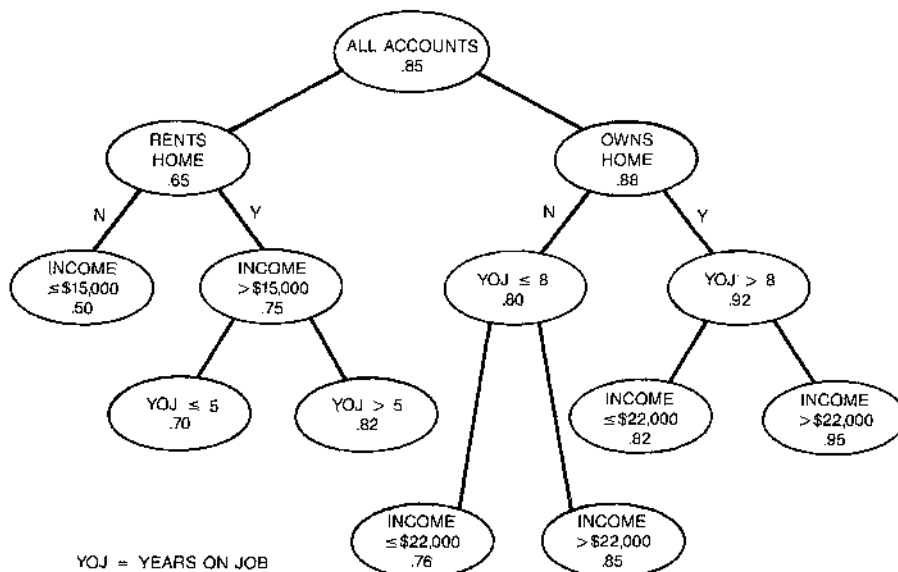 ALL ACCOUNTS
.85
RENTS
HOME
.65
OWNS
HOME
.88
N
Y
N
Y
INCOME
≤$15,000
.50
INCOME
>$15,000
.75
YOJ ≤ 8
.80
YOJ > 8
.92
YOJ ≤ 5
.70
YOJ > 5
.82
INCOME
≤$22,000
.82
INCOME
>$22,000
.95
INCOME
≤$22,000
.76
INCOME
>$22,000
.85
YOJ = YEARS ON JOB